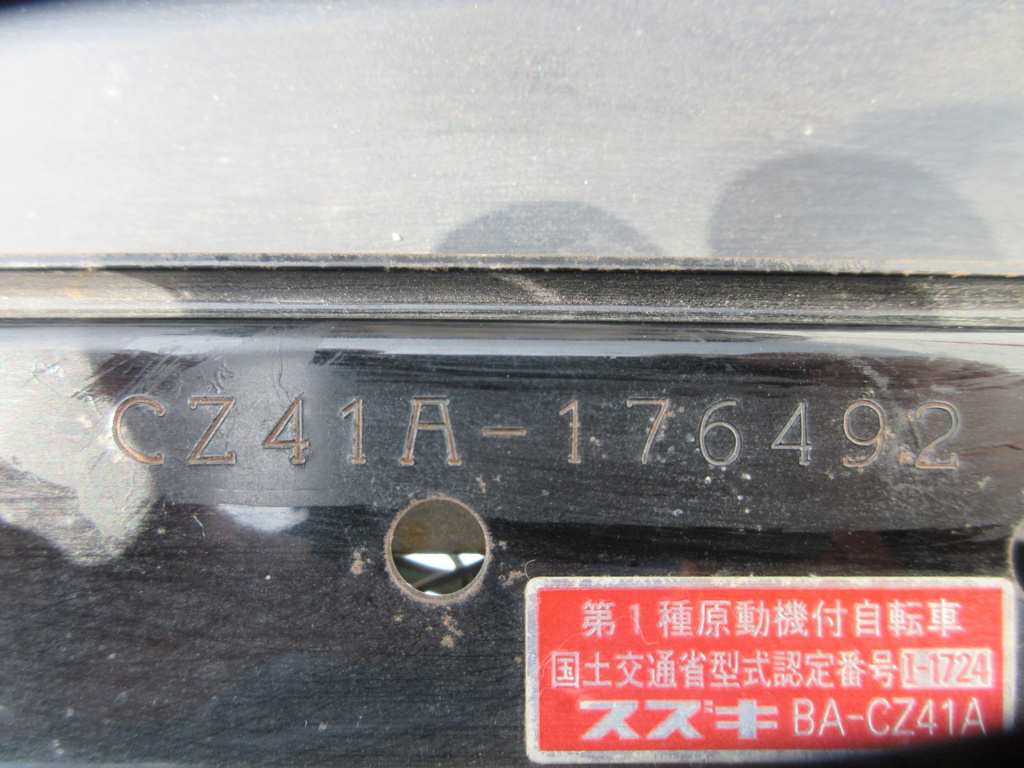 CZ41A-176492
第1種原動機付自転車
国土交通省型式認定番号 I-1724
スズキ BA-CZ41A